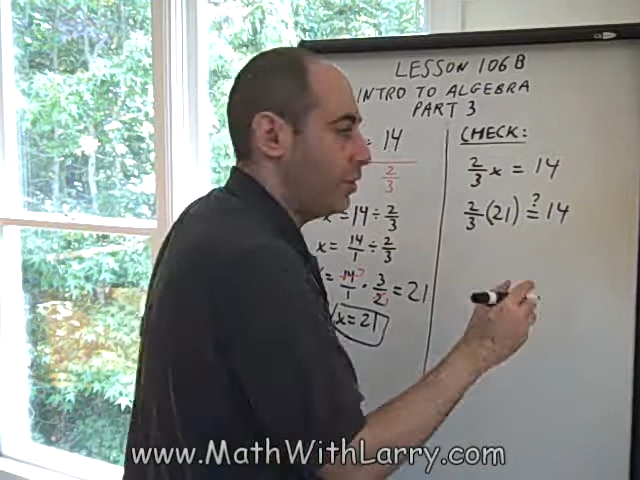 LESSON 106B
INTRO TO ALGEBRA
PART 3
= 14
2/3
x = 14 ÷ 2/3
x = 14/1 ÷ 2/3
= 14/1 · 3/2 = 21
x = 21
CHECK:
2/3 x = 14
2/3 (21) ?= 14
www.MathWithLarry.com